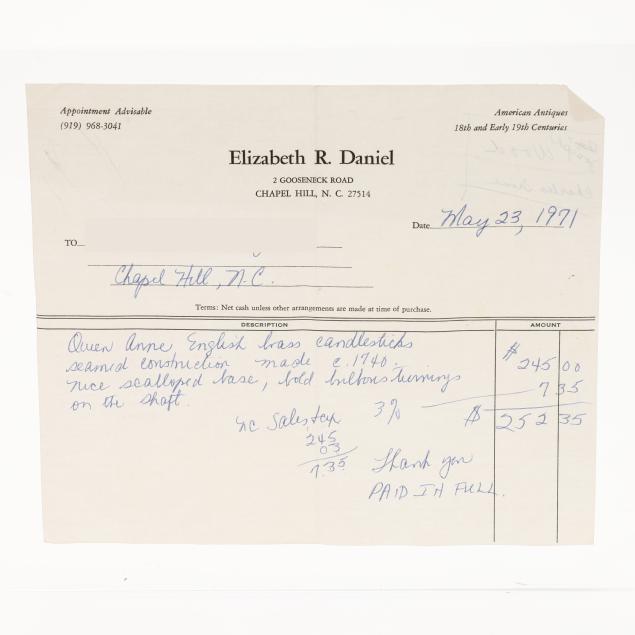 Appointment Advisable
(919) 968-3041
American Antiques
18th and Early 19th Centuries
Elizabeth R. Daniel
2 GOOSENECK ROAD
CHAPEL HILL, N. C. 27514
Date May 23, 1971
TO
Chapel Hill, N.C.
Terms: Net cash unless other arrangements are made at time of purchase.
DESCRIPTION AMOUNT
Queen Anne English brass candlesticks
seamed construction made c. 1740. $ 245 00
nice scalloped base, bold bulbous turnings 7 35
on the shaft.
NC Sales tax 3% $ 252 35
245
03
7.35
Thank you
PAID IN FULL.